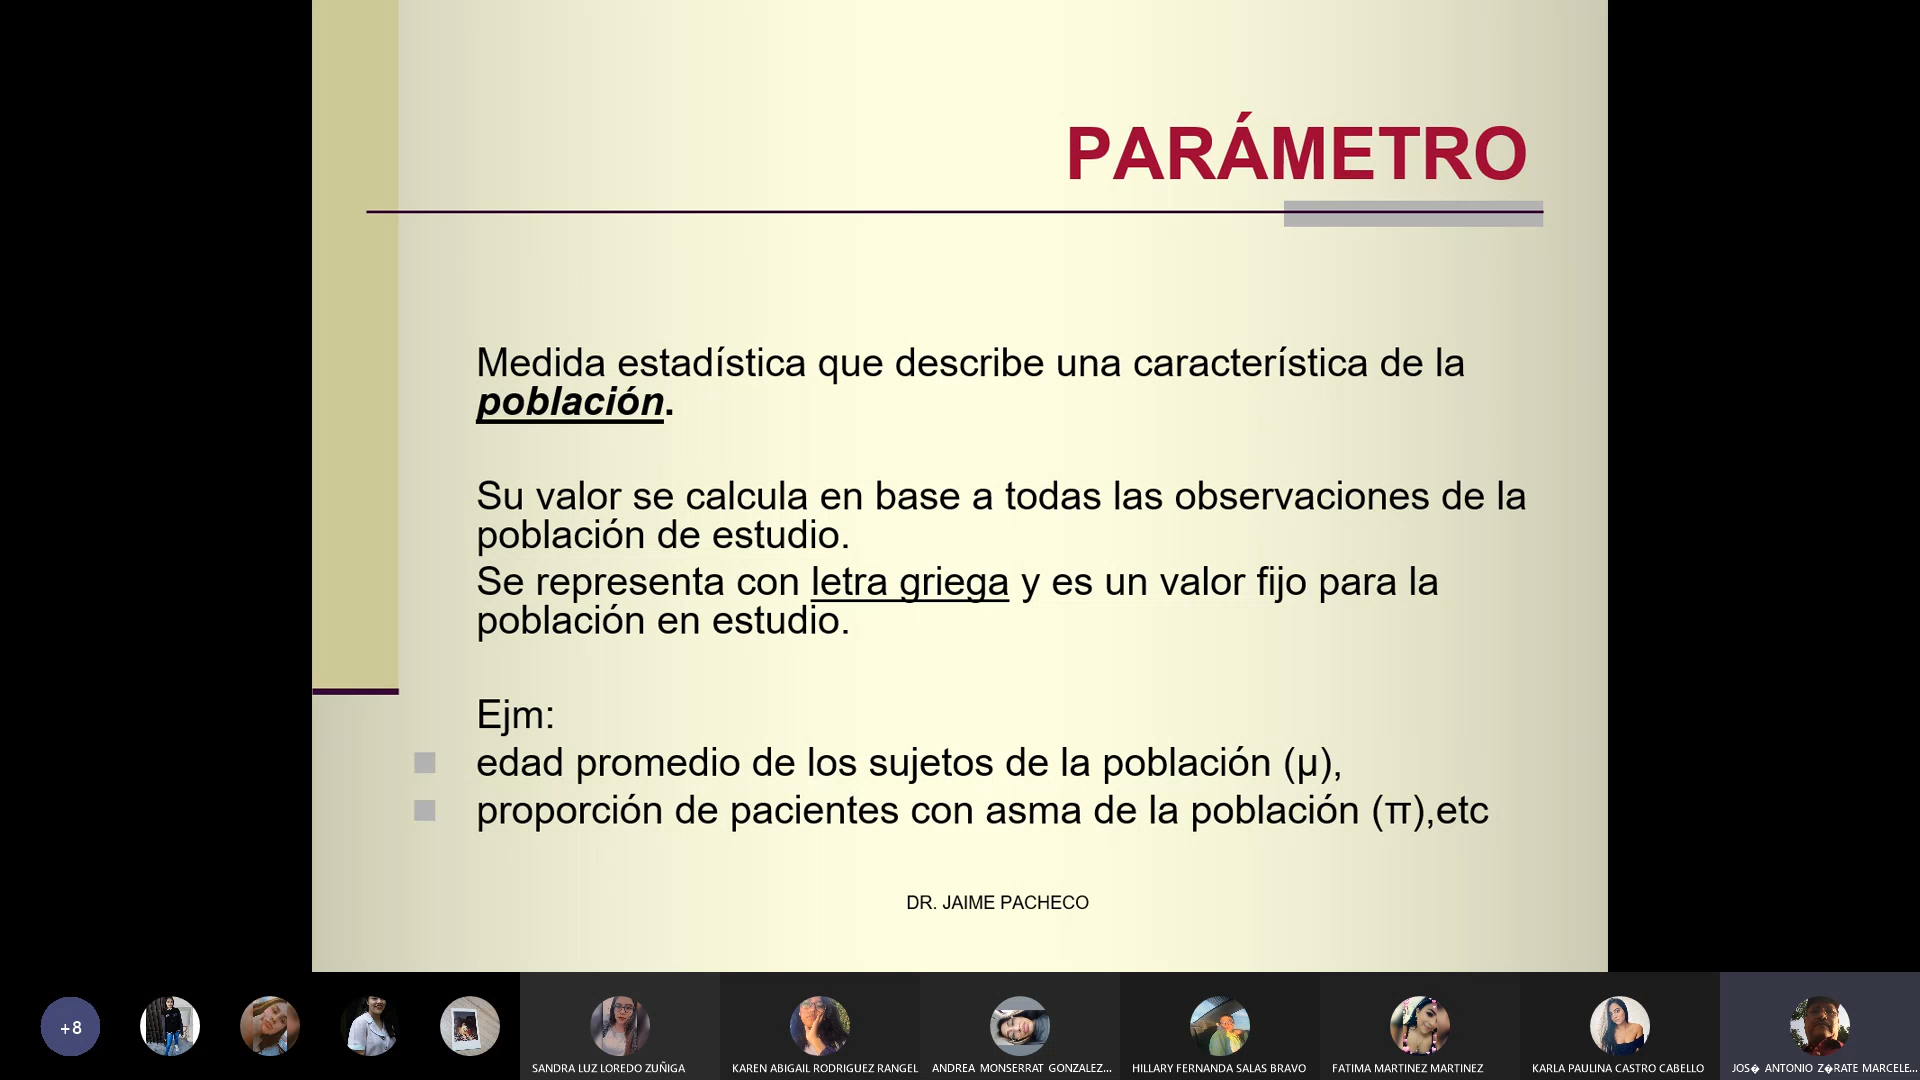 PARÁMETRO
Medida estadística que describe una característica de la
población.
Su valor se calcula en base a todas las observaciones de la
población de estudio.
Se representa con letra griega y es un valor fijo para la
población en estudio.
Ejm:
edad promedio de los sujetos de la población (μ),
proporción de pacientes con asma de la población (π),etc
DR. JAIME PACHECO
+8
SANDRA LUZ LOREDO ZUÑIGA
KAREN ABIGAIL RODRIGUEZ RANGEL
ANDREA MONSERRAT GONZALEZ...
HILLARY FERNANDA SALAS BRAVO
FATIMA MARTINEZ MARTINEZ
KARLA PAULINA CASTRO CABELLO
JOS� ANTONIO Z�RATE MARCELE...